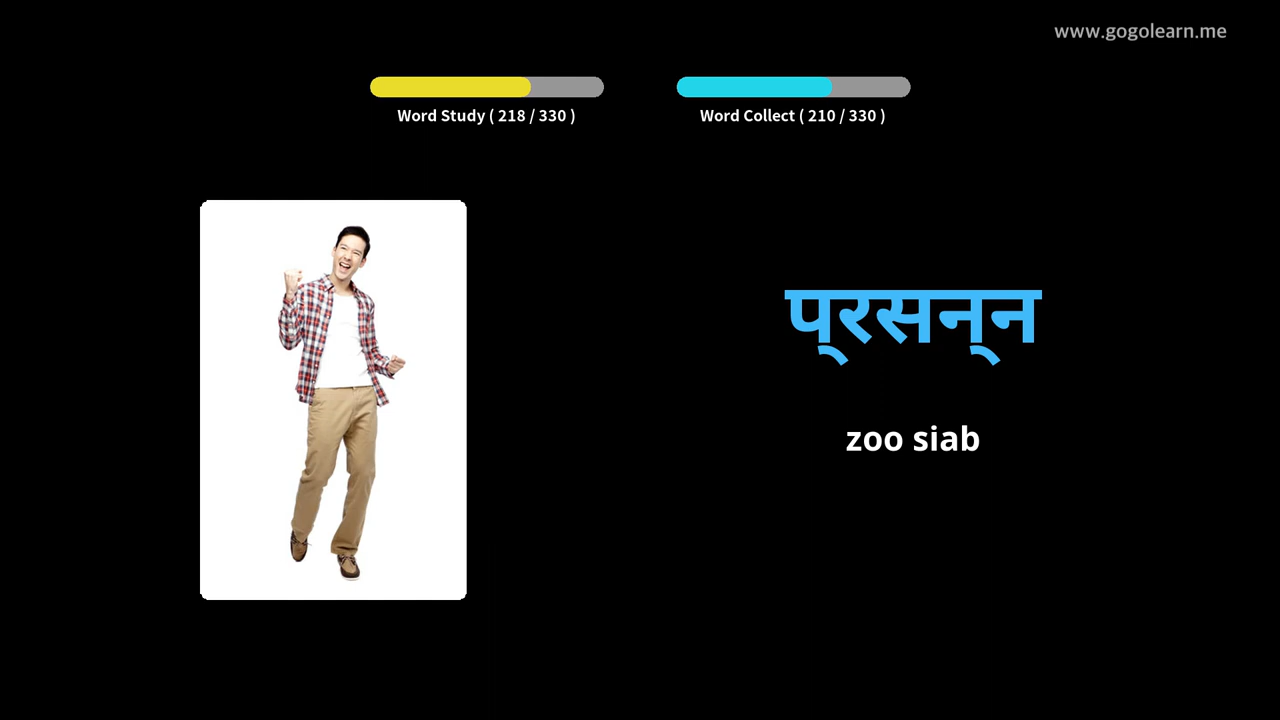 www.gogolearn.me
Word Study ( 218 / 330 )
Word Collect ( 210 / 330 )
प्रसन्न
zoo siab